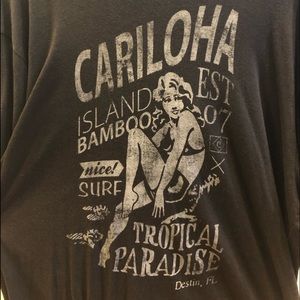 CARILOHA
ISLAND EST
BAMBOO .07
nice!
SURF
TROPICAL
PARADISE
Destin, FL